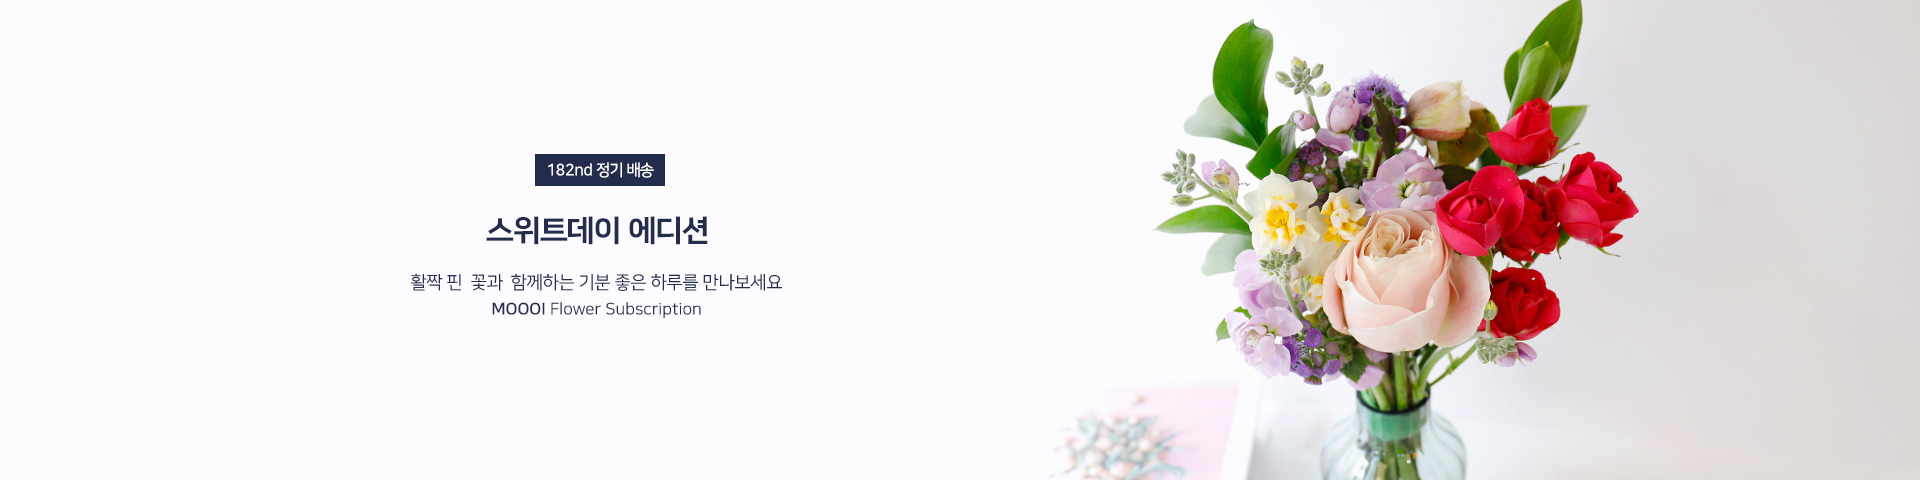 182nd 정기 배송
스위트데이 에디션
활짝 핀 꽃과 함께하는 기분 좋은 하루를 만나보세요
MOOOI Flower Subscription